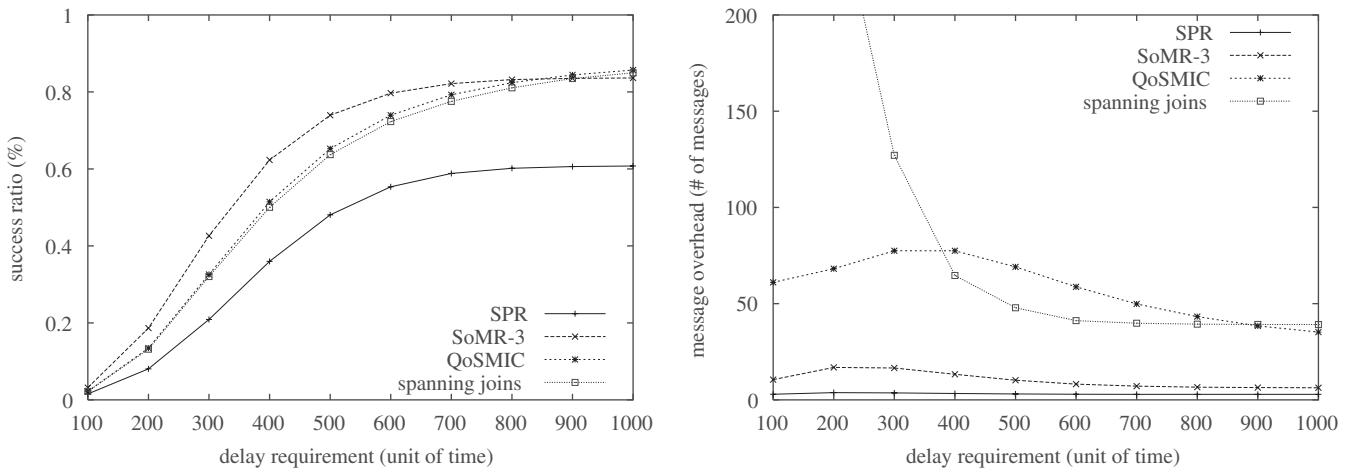 1
0.8
0.6
0.4
0.2
0
success ratio (%)
SPR
SoMR-3
QoSMIC
spanning joins
100 200 300 400 500 600 700 800 900 1000
delay requirement (unit of time)
200
150
100
50
0
message overhead (# of messages)
SPR
SoMR-3
QoSMIC
spanning joins
100 200 300 400 500 600 700 800 900 1000
delay requirement (unit of time)